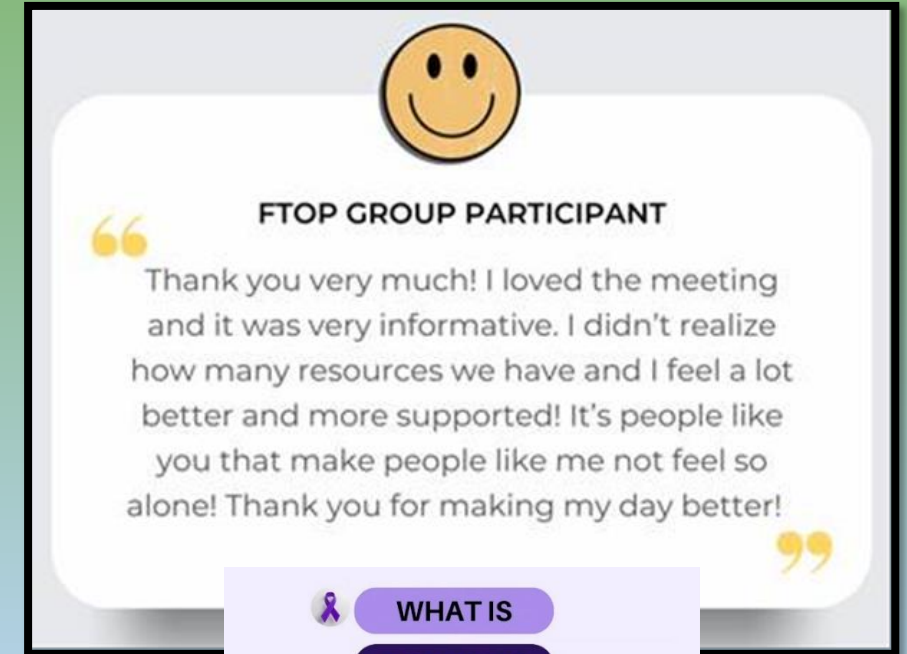 FTOP GROUP PARTICIPANT
“
Thank you very much! I loved the meeting
and it was very informative. I didn’t realize
how many resources we have and I feel a lot
better and more supported! It’s people like
you that make people like me not feel so
alone! Thank you for making my day better!
”
WHAT IS